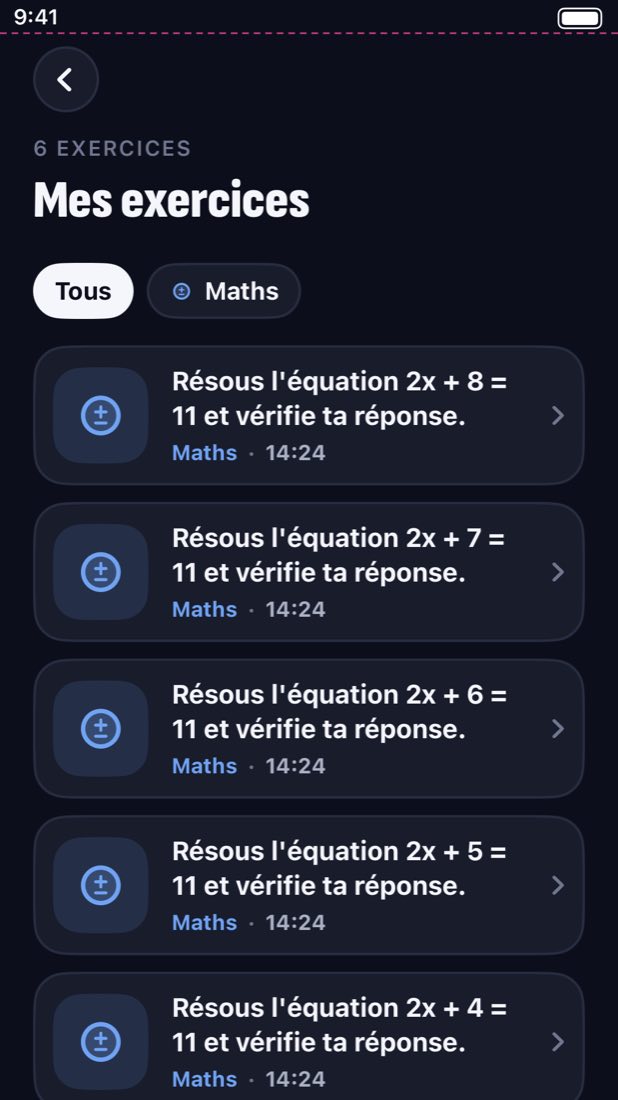 9:41
6 EXERCICES
Mes exercices
Tous
Maths
Résous l'équation 2x + 8 =
11 et vérifie ta réponse.
Maths · 14:24
Résous l'équation 2x + 7 =
11 et vérifie ta réponse.
Maths · 14:24
Résous l'équation 2x + 6 =
11 et vérifie ta réponse.
Maths · 14:24
Résous l'équation 2x + 5 =
11 et vérifie ta réponse.
Maths · 14:24
Résous l'équation 2x + 4 =
11 et vérifie ta réponse.
Maths · 14:24